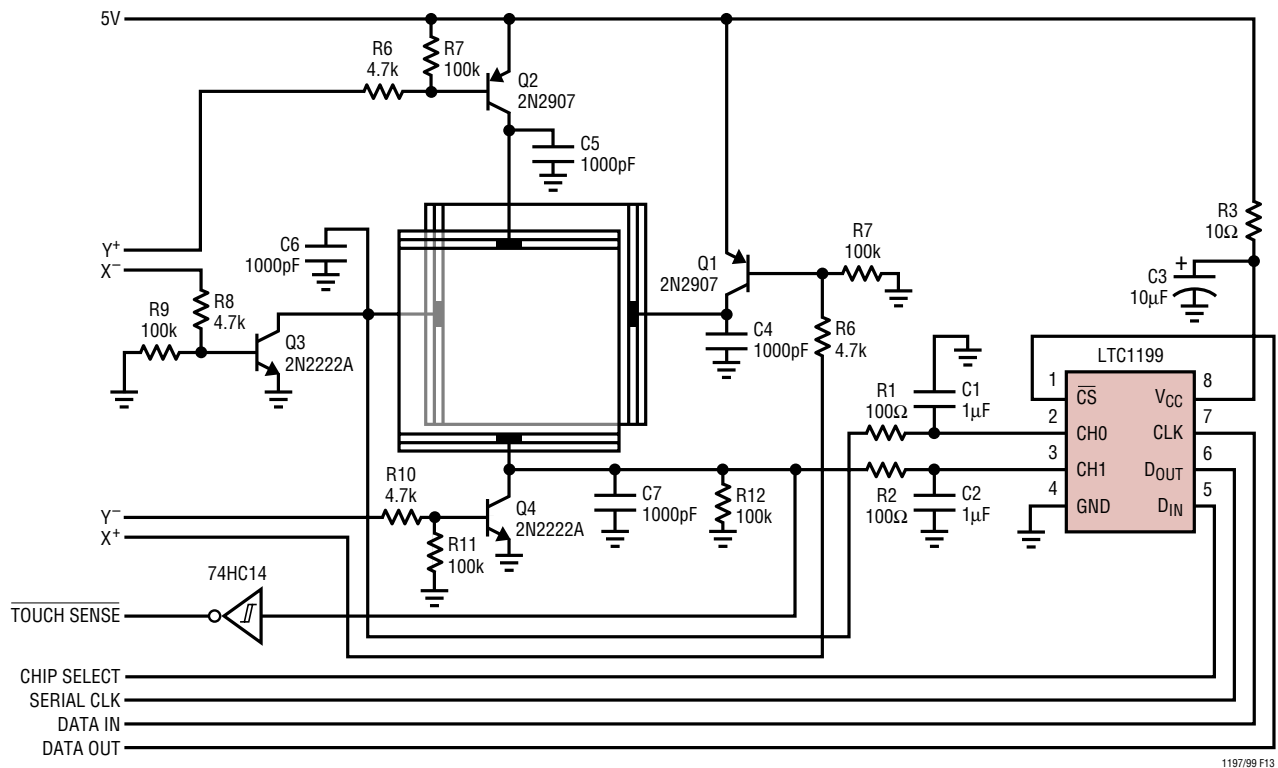 5V
R6
4.7k
R7
100k
Q2
2N2907
C5
1000pF
Y+
X−
C6
1000pF
R9
100k
R8
4.7k
Q3
2N2222A
Q1
2N2907
R7
100k
C4
1000pF
R6
4.7k
R3
10Ω
+
C3
10µF
LTC1199
1
2
3
4
CS
CH0
CH1
GND
VCC
CLK
DOUT
DIN
8
7
6
5
R1
100Ω
C1
1µF
R2
100Ω
C2
1µF
R10
4.7k
Q4
2N2222A
C7
1000pF
R12
100k
Y−
X+
R11
100k
74HC14
TOUCH SENSE
CHIP SELECT
SERIAL CLK
DATA IN
DATA OUT
1197/99 F13